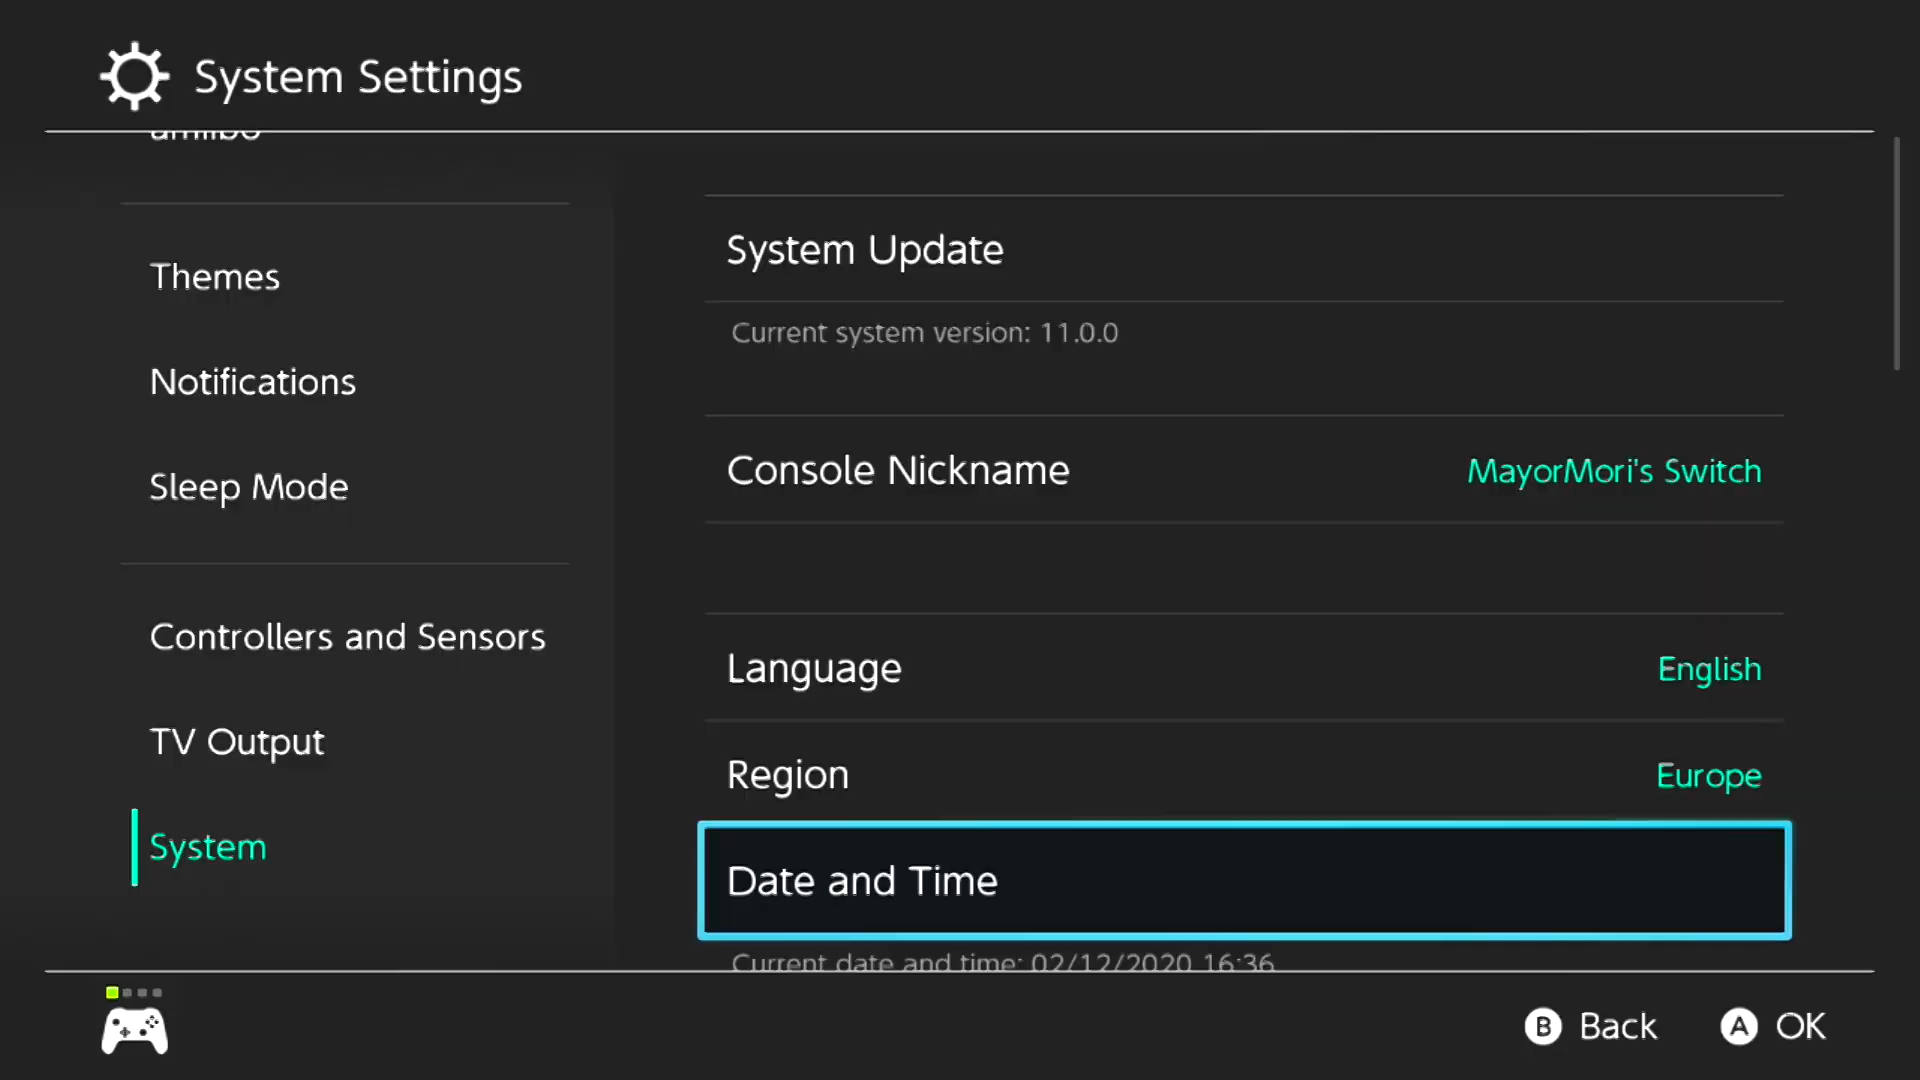 System Settings
amiibo
Themes
Notifications
Sleep Mode
Controllers and Sensors
TV Output
System
System Update
Current system version: 11.0.0
Console Nickname MayorMori's Switch
Language English
Region Europe
Date and Time
Current date and time: 02/12/2020 16:36
B Back A OK